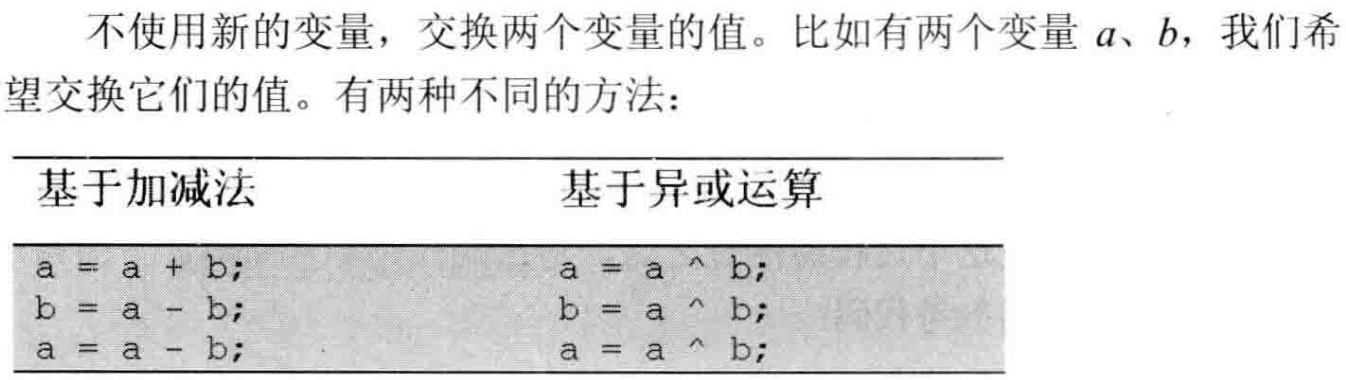 不使用新的变量，交换两个变量的值。比如有两个变量 a、b，我们希
望交换它们的值。有两种不同的方法：
基于加减法 基于异或运算
a = a + b; a = a ^ b;
b = a - b; b = a ^ b;
a = a - b; a = a ^ b;